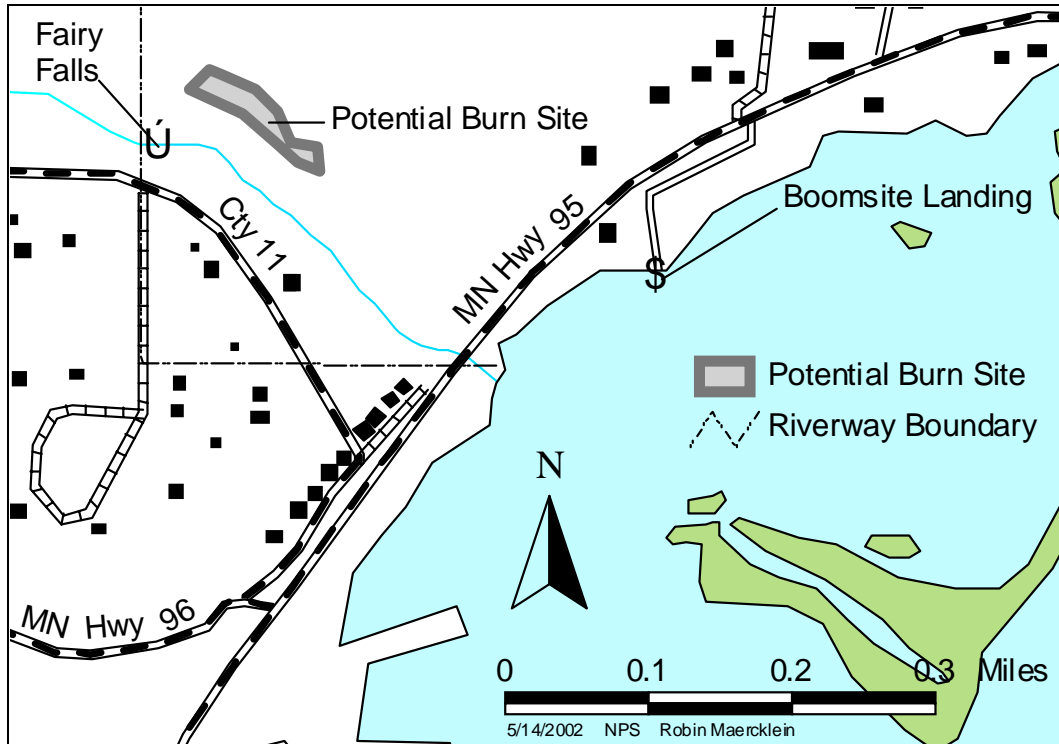 Fairy
Falls
Ú
Potential Burn Site
Cty 11
MN Hwy 95
Boomsite Landing
$
Potential Burn Site
Riverway Boundary
N
MN Hwy 96
0 0.1 0.2 0.3 Miles
5/14/2002 NPS Robin Maercklein